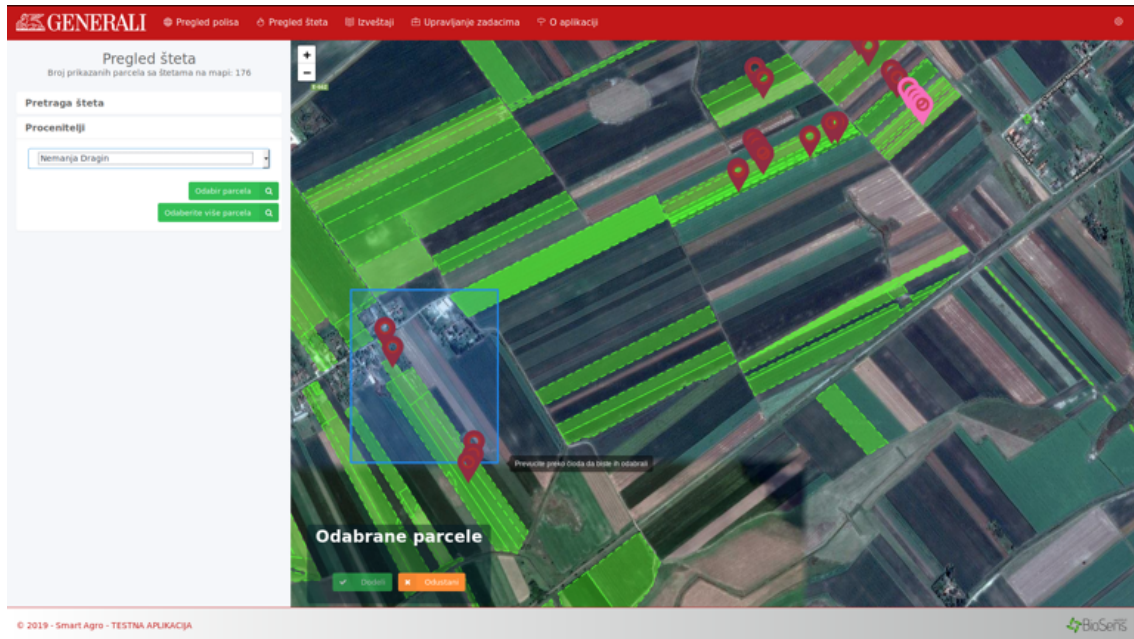 GENERALI
Pregled polisa
Pregled šteta
Izveštaji
Upravljanje zadacima
O aplikaciji
Pregled šteta
Broj prikazanih parcela sa štetama na mapi: 176
Pretraga šteta
Procenitelji
Nemanja Dragin
Odabir parcela
Odaberite više parcela
Prevucite preko čioda da biste ih odabrali
Odabrane parcele
Dodeli
Odustani
© 2019 - Smart Agro - TESTNA APLIKACIJA
BioSens